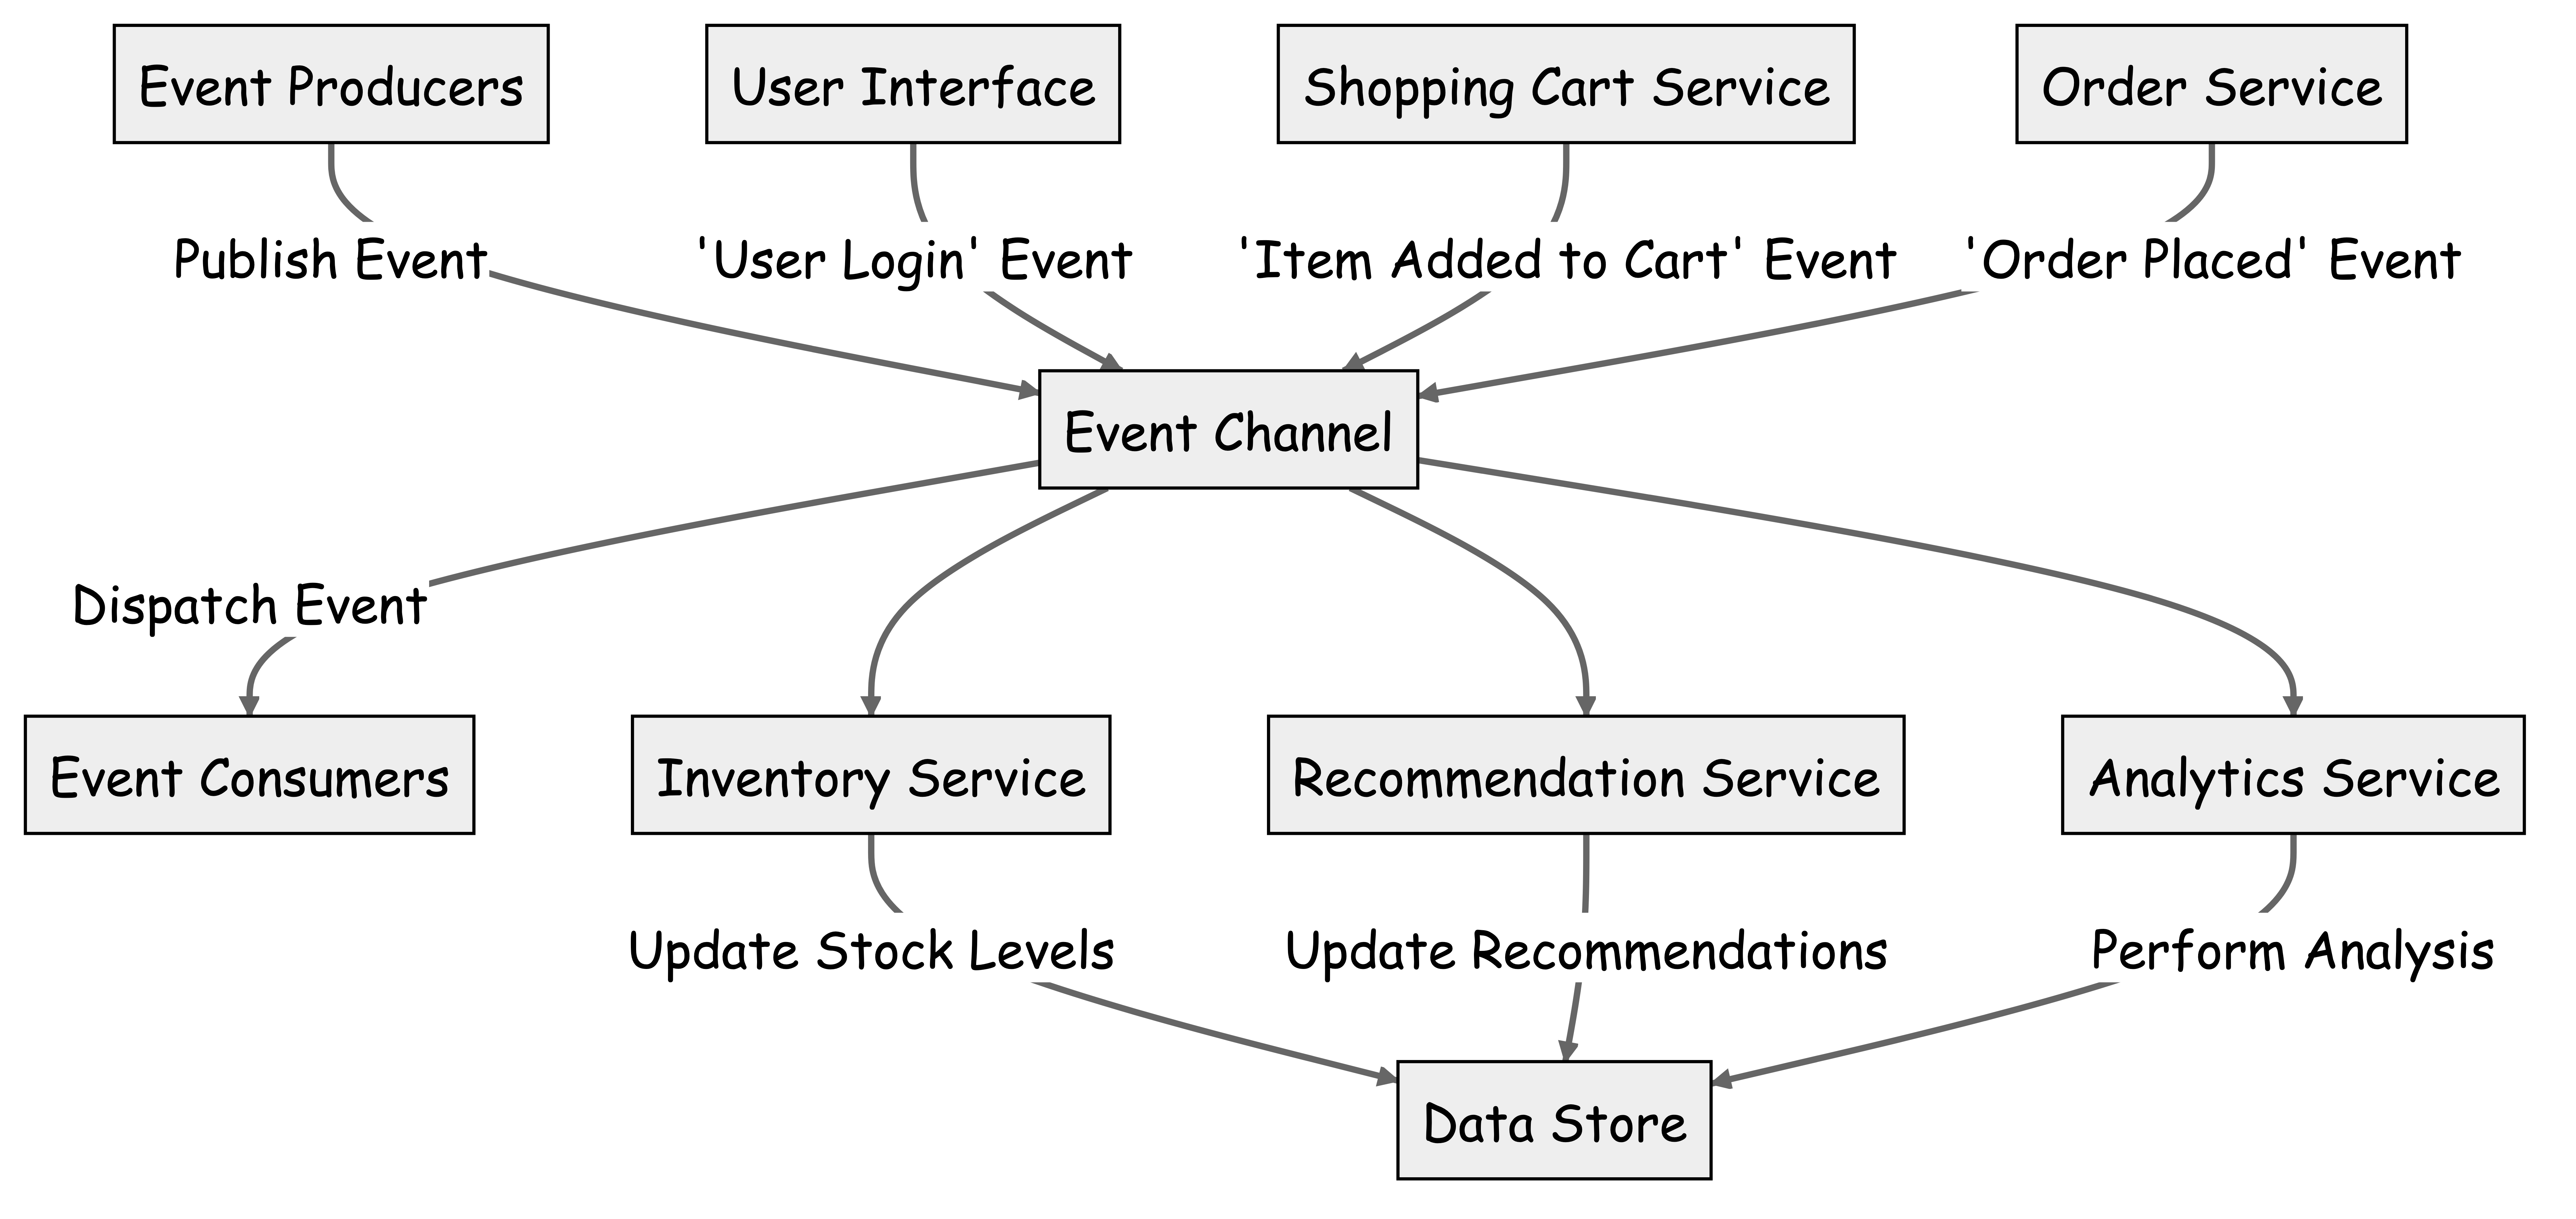 Event Producers
User Interface
Shopping Cart Service
Order Service
Publish Event
'User Login' Event
'Item Added to Cart' Event
'Order Placed' Event
Event Channel
Dispatch Event
Event Consumers
Inventory Service
Recommendation Service
Analytics Service
Update Stock Levels
Update Recommendations
Perform Analysis
Data Store